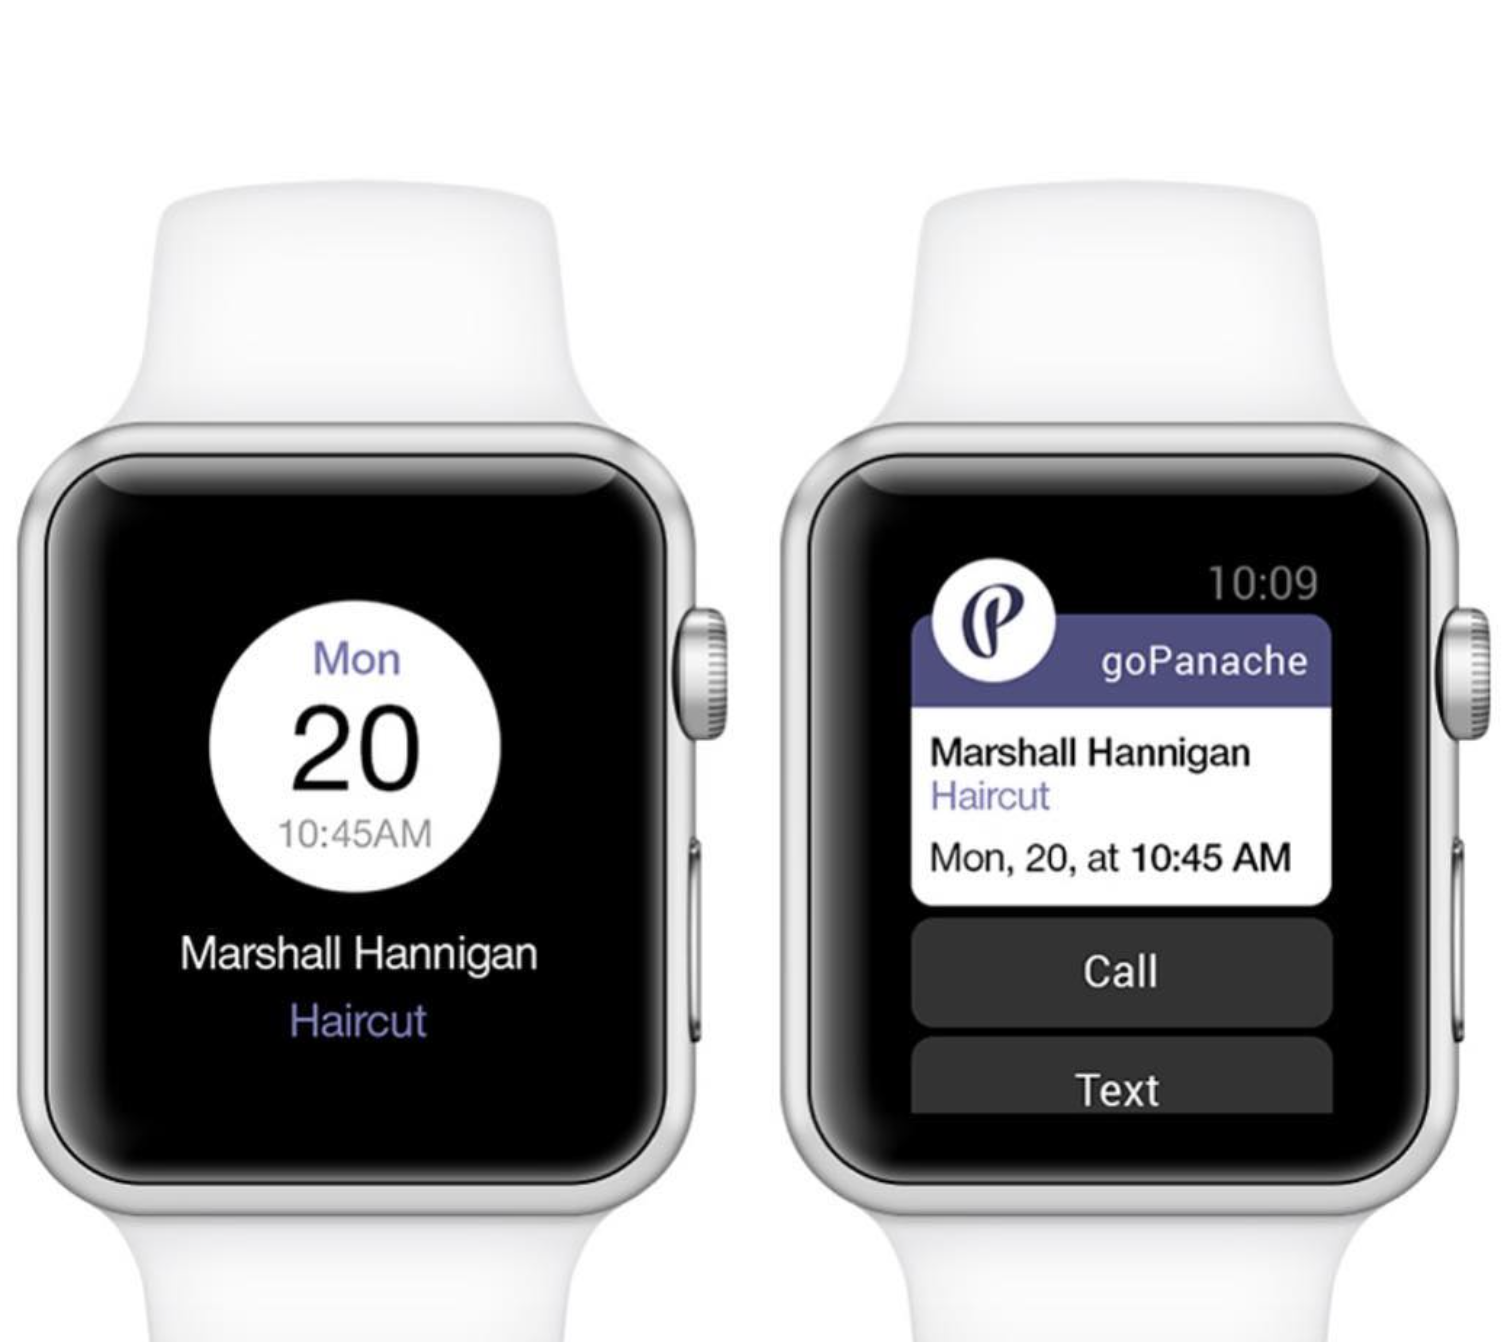 Mon
20
10:45AM
Marshall Hannigan
Haircut
10:09
P
goPanache
Marshall Hannigan
Haircut
Mon, 20, at 10:45 AM
Call
Text